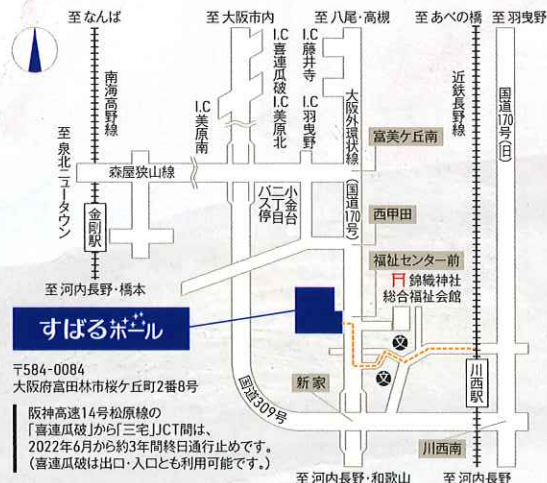 至なんば
至大阪市内
至八尾・高槻
至あべの橋
至羽曳野
南海高野線
I.C
喜連瓜破
I.C
藤井寺
近鉄長野線
国道170号(旧)
I.C
美原南
I.C
美原北
I.C
羽曳野
大阪外環状線
(国道170号)
至泉北ニュータウン
富美ケ丘南
森屋狭山線
小金台
二丁目
バス停
金剛駅
西甲田
福祉センター前
至河内長野・橋本
錦織神社
総合福祉会館
すばるホール
文
文
〒584-0084
大阪府富田林市桜ケ丘町2番8号
川西駅
新家
国道309号
川西南
阪神高速14号松原線の
「喜連瓜破」から「三宅」JCT間は、
2022年6月から約3年間終日通行止めです。
(喜連瓜破は出口・入口とも利用可能です。)
至河内長野・和歌山
至河内長野